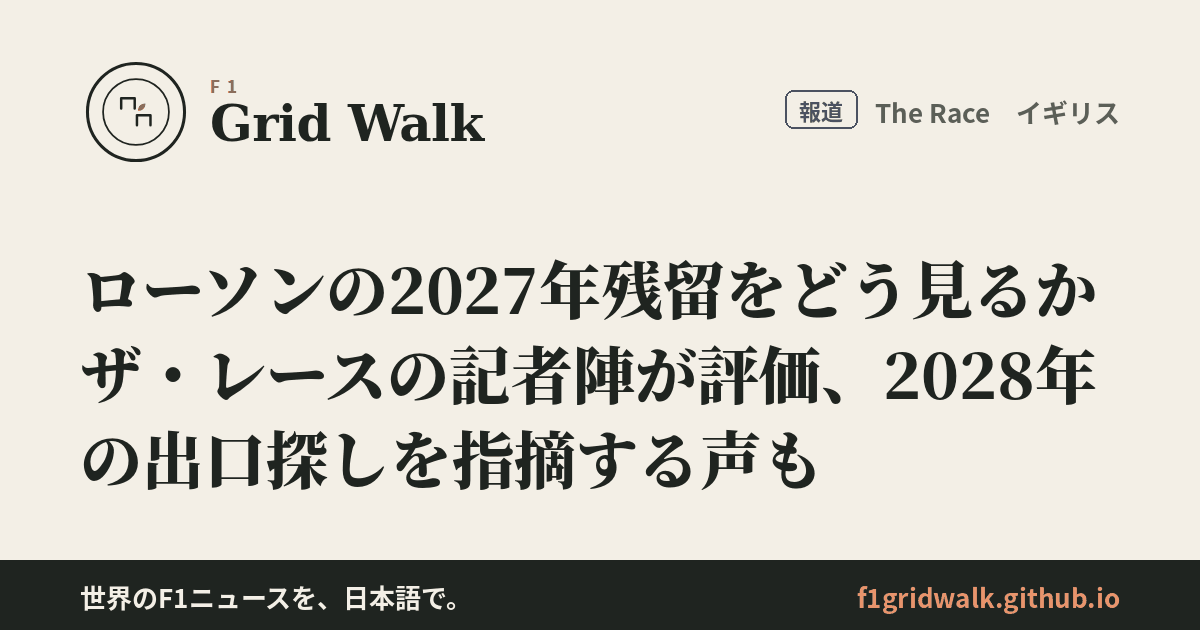 F1
Grid Walk
報道 The Race イギリス
ローソンの2027年残留をどう見るか
ザ・レースの記者陣が評価、2028年
の出口探しを指摘する声も
世界のF1ニュースを、日本語で。
f1gridwalk.github.io